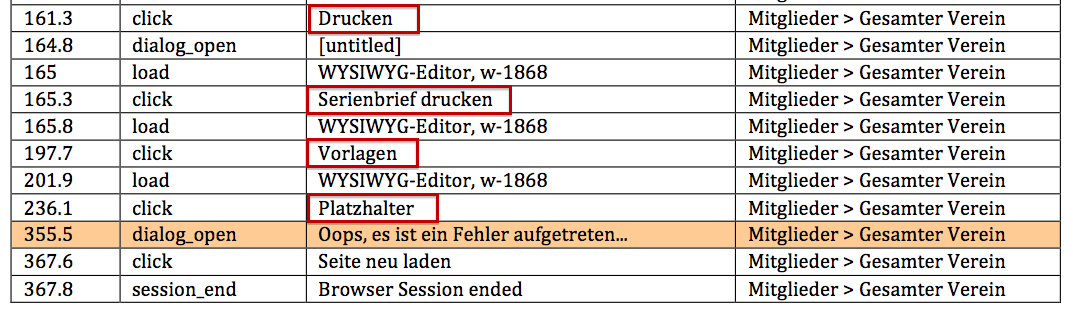 161.3 click Drucken Mitglieder > Gesamter Verein
164.8 dialog_open [untitled] Mitglieder > Gesamter Verein
165 load WYSIWYG-Editor, w-1868 Mitglieder > Gesamter Verein
165.3 click Serienbrief drucken Mitglieder > Gesamter Verein
165.8 load WYSIWYG-Editor, w-1868 Mitglieder > Gesamter Verein
197.7 click Vorlagen Mitglieder > Gesamter Verein
201.9 load WYSIWYG-Editor, w-1868 Mitglieder > Gesamter Verein
236.1 click Platzhalter Mitglieder > Gesamter Verein
355.5 dialog_open Oops, es ist ein Fehler aufgetreten... Mitglieder > Gesamter Verein
367.6 click Seite neu laden Mitglieder > Gesamter Verein
367.8 session_end Browser Session ended Mitglieder > Gesamter Verein